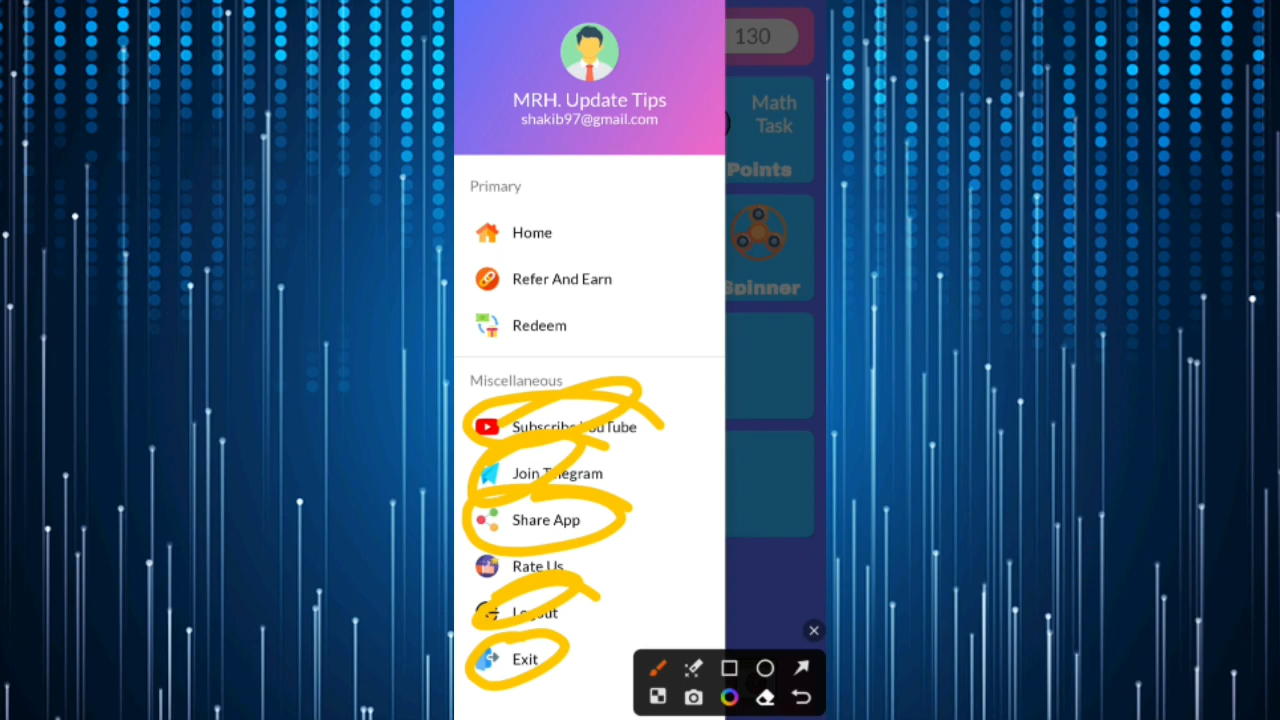 MRH. Update Tips
shakib97@gmail.com
130
Math
Task
Points
Spinner
Primary
Home
Refer And Earn
Redeem
Miscellaneous
Subscribe YouTube
Join Telegram
Share App
Rate Us
Logout
Exit